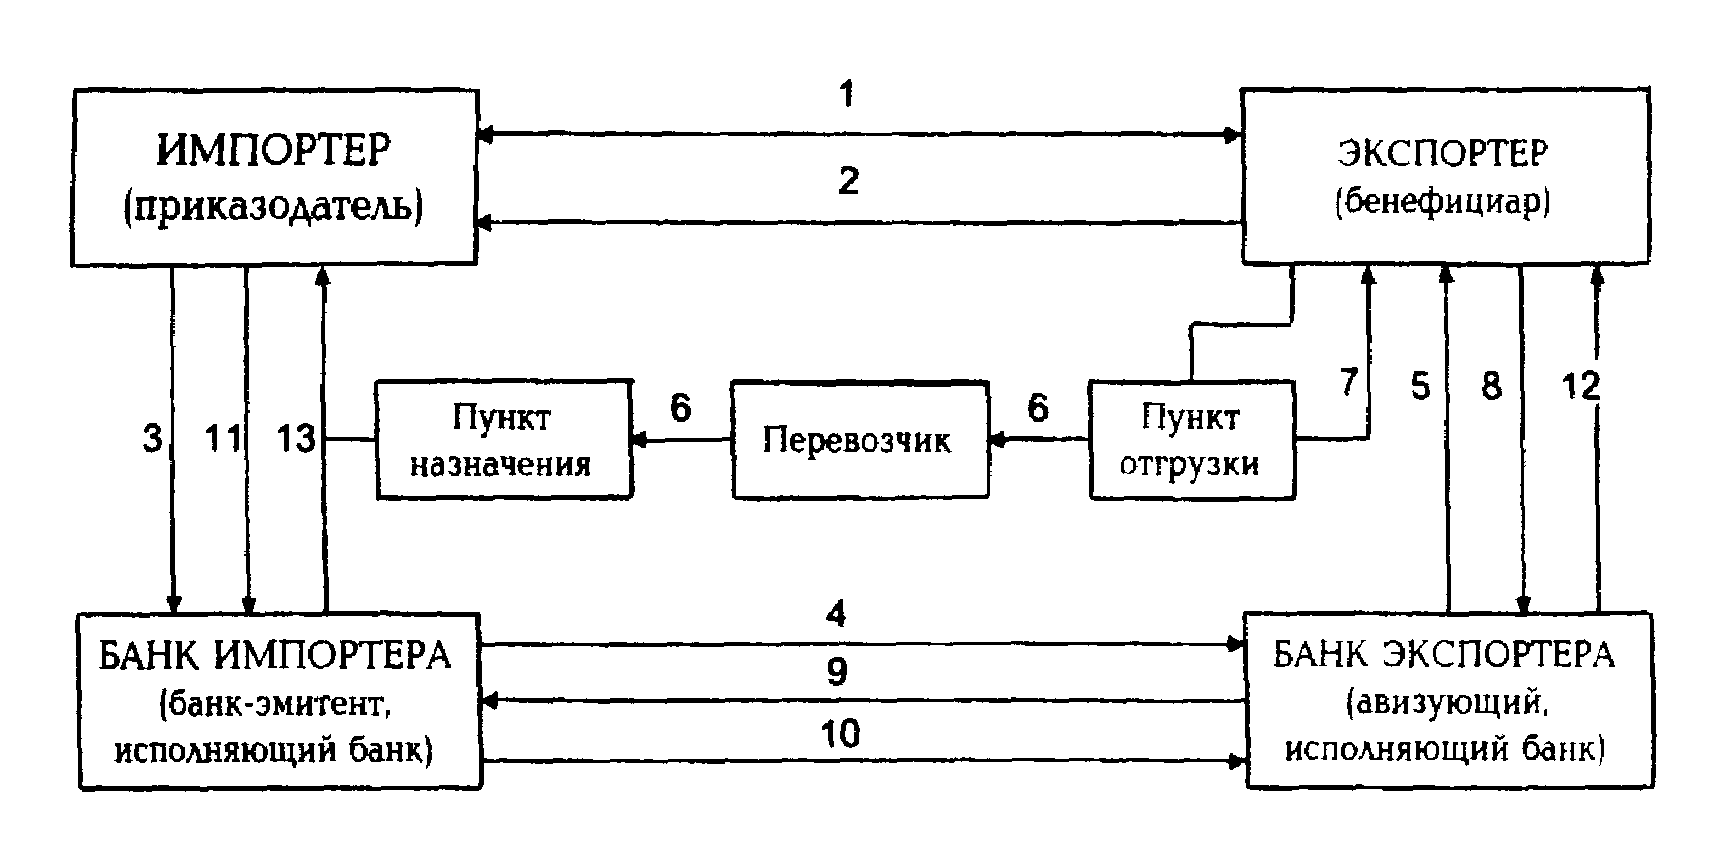 1
ИМПОРТЕР
(приказодатель)
ЭКСПОРТЕР
(бенефициар)
2
3
11
13
Пункт
назначения
6
Перевозчик
6
Пункт
отгрузки
7
5
8
12
БАНК ИМПОРТЕРА
(банк-эмитент,
исполняющий банк)
4
9
10
БАНК ЭКСПОРТЕРА
(авизующий,
исполняющий банк)